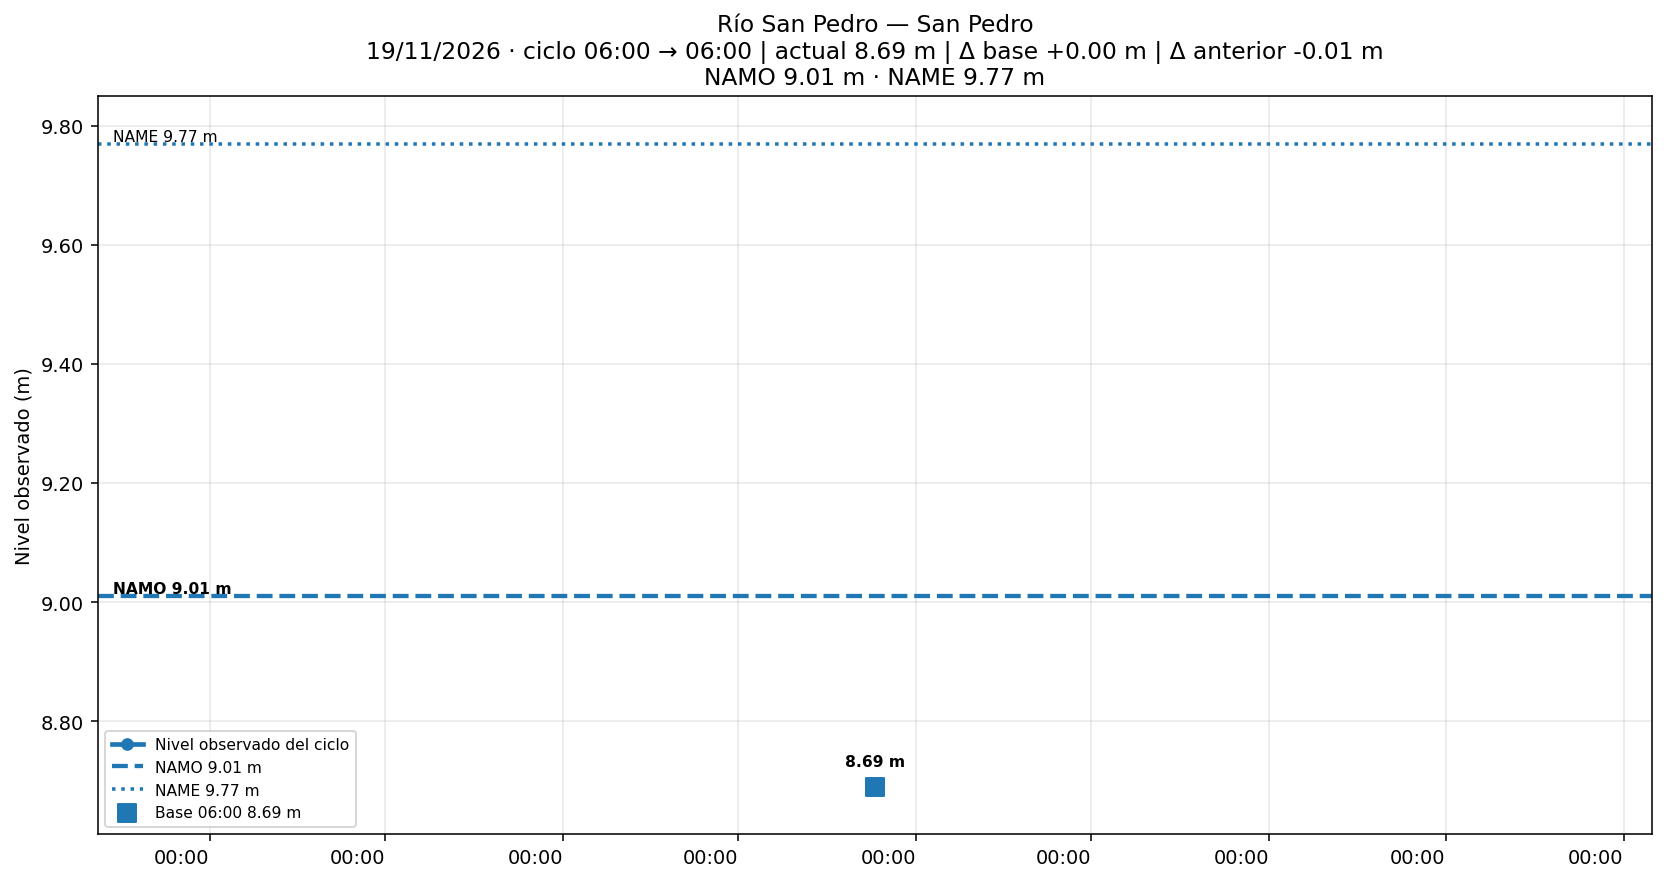 Río San Pedro — San Pedro
19/11/2026 · ciclo 06:00 → 06:00 | actual 8.69 m | Δ base +0.00 m | Δ anterior -0.01 m
NAMO 9.01 m · NAME 9.77 m
Nivel observado (m)
9.80
9.60
9.40
9.20
9.00
8.80
NAME 9.77 m
NAMO 9.01 m
8.69 m
Nivel observado del ciclo
NAMO 9.01 m
NAME 9.77 m
Base 06:00 8.69 m
00:00 00:00 00:00 00:00 00:00 00:00 00:00 00:00 00:00